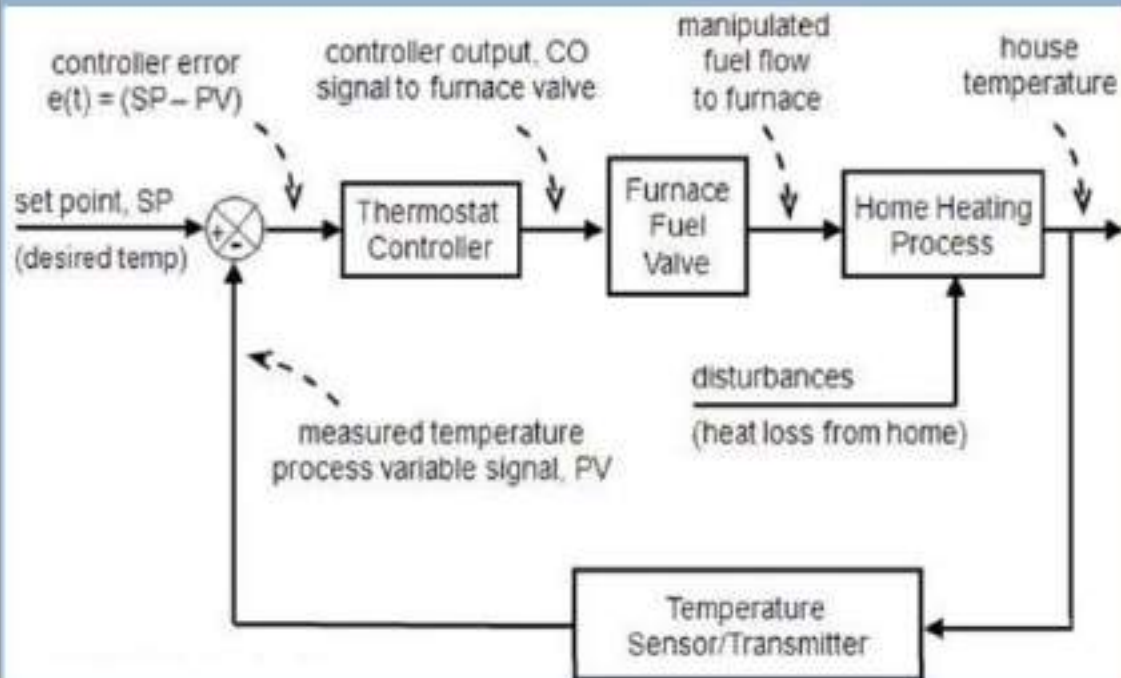 controller error
e(t) = (SP – PV)
controller output, CO
signal to furnace valve
manipulated
fuel flow
to furnace
house
temperature
set point, SP
(desired temp)
+
-
Thermostat
Controller
Furnace
Fuel
Valve
Home Heating
Process
disturbances
(heat loss from home)
measured temperature
process variable signal, PV
Temperature
Sensor/Transmitter